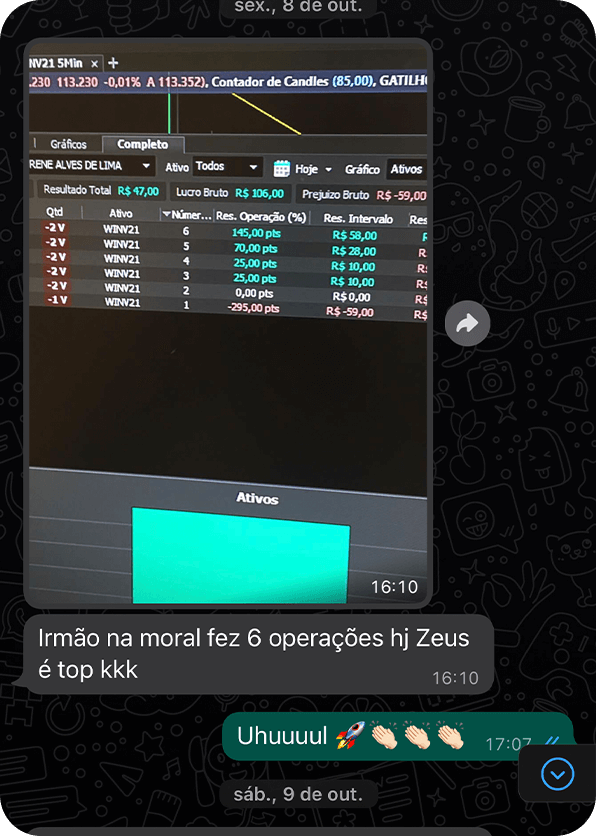 sex., 8 de out.
NV21 5Min x +
.230 113.230 -0,01% A 113.352), Contador de Candles (85,00), GATILHO
Gráficos Completo
RENE ALVES DE LIMA Ativo Todos Hoje Gráfico Ativos
Resultado Total R$ 47,00 Lucro Bruto R$ 106,00 Prejuizo Bruto R$ -59,00
Qtd Ativo Númer... Res. Operação (%) Res. Intervalo Res
-2 V WINV21 6 145,00 pts R$ 58,00 R
-2 V WINV21 5 70,00 pts R$ 28,00 R$
-2 V WINV21 4 25,00 pts R$ 10,00 R$
-2 V WINV21 3 25,00 pts R$ 10,00 R$
-2 V WINV21 2 0,00 pts R$ 0,00 R$
-1 V WINV21 1 -295,00 pts R$ -59,00 R$
Ativos
16:10
Irmão na moral fez 6 operações hj Zeus
é top kkk
16:10
Uhuuuul 🚀👏🏻👏🏻👏🏻
17:07
sáb., 9 de out.